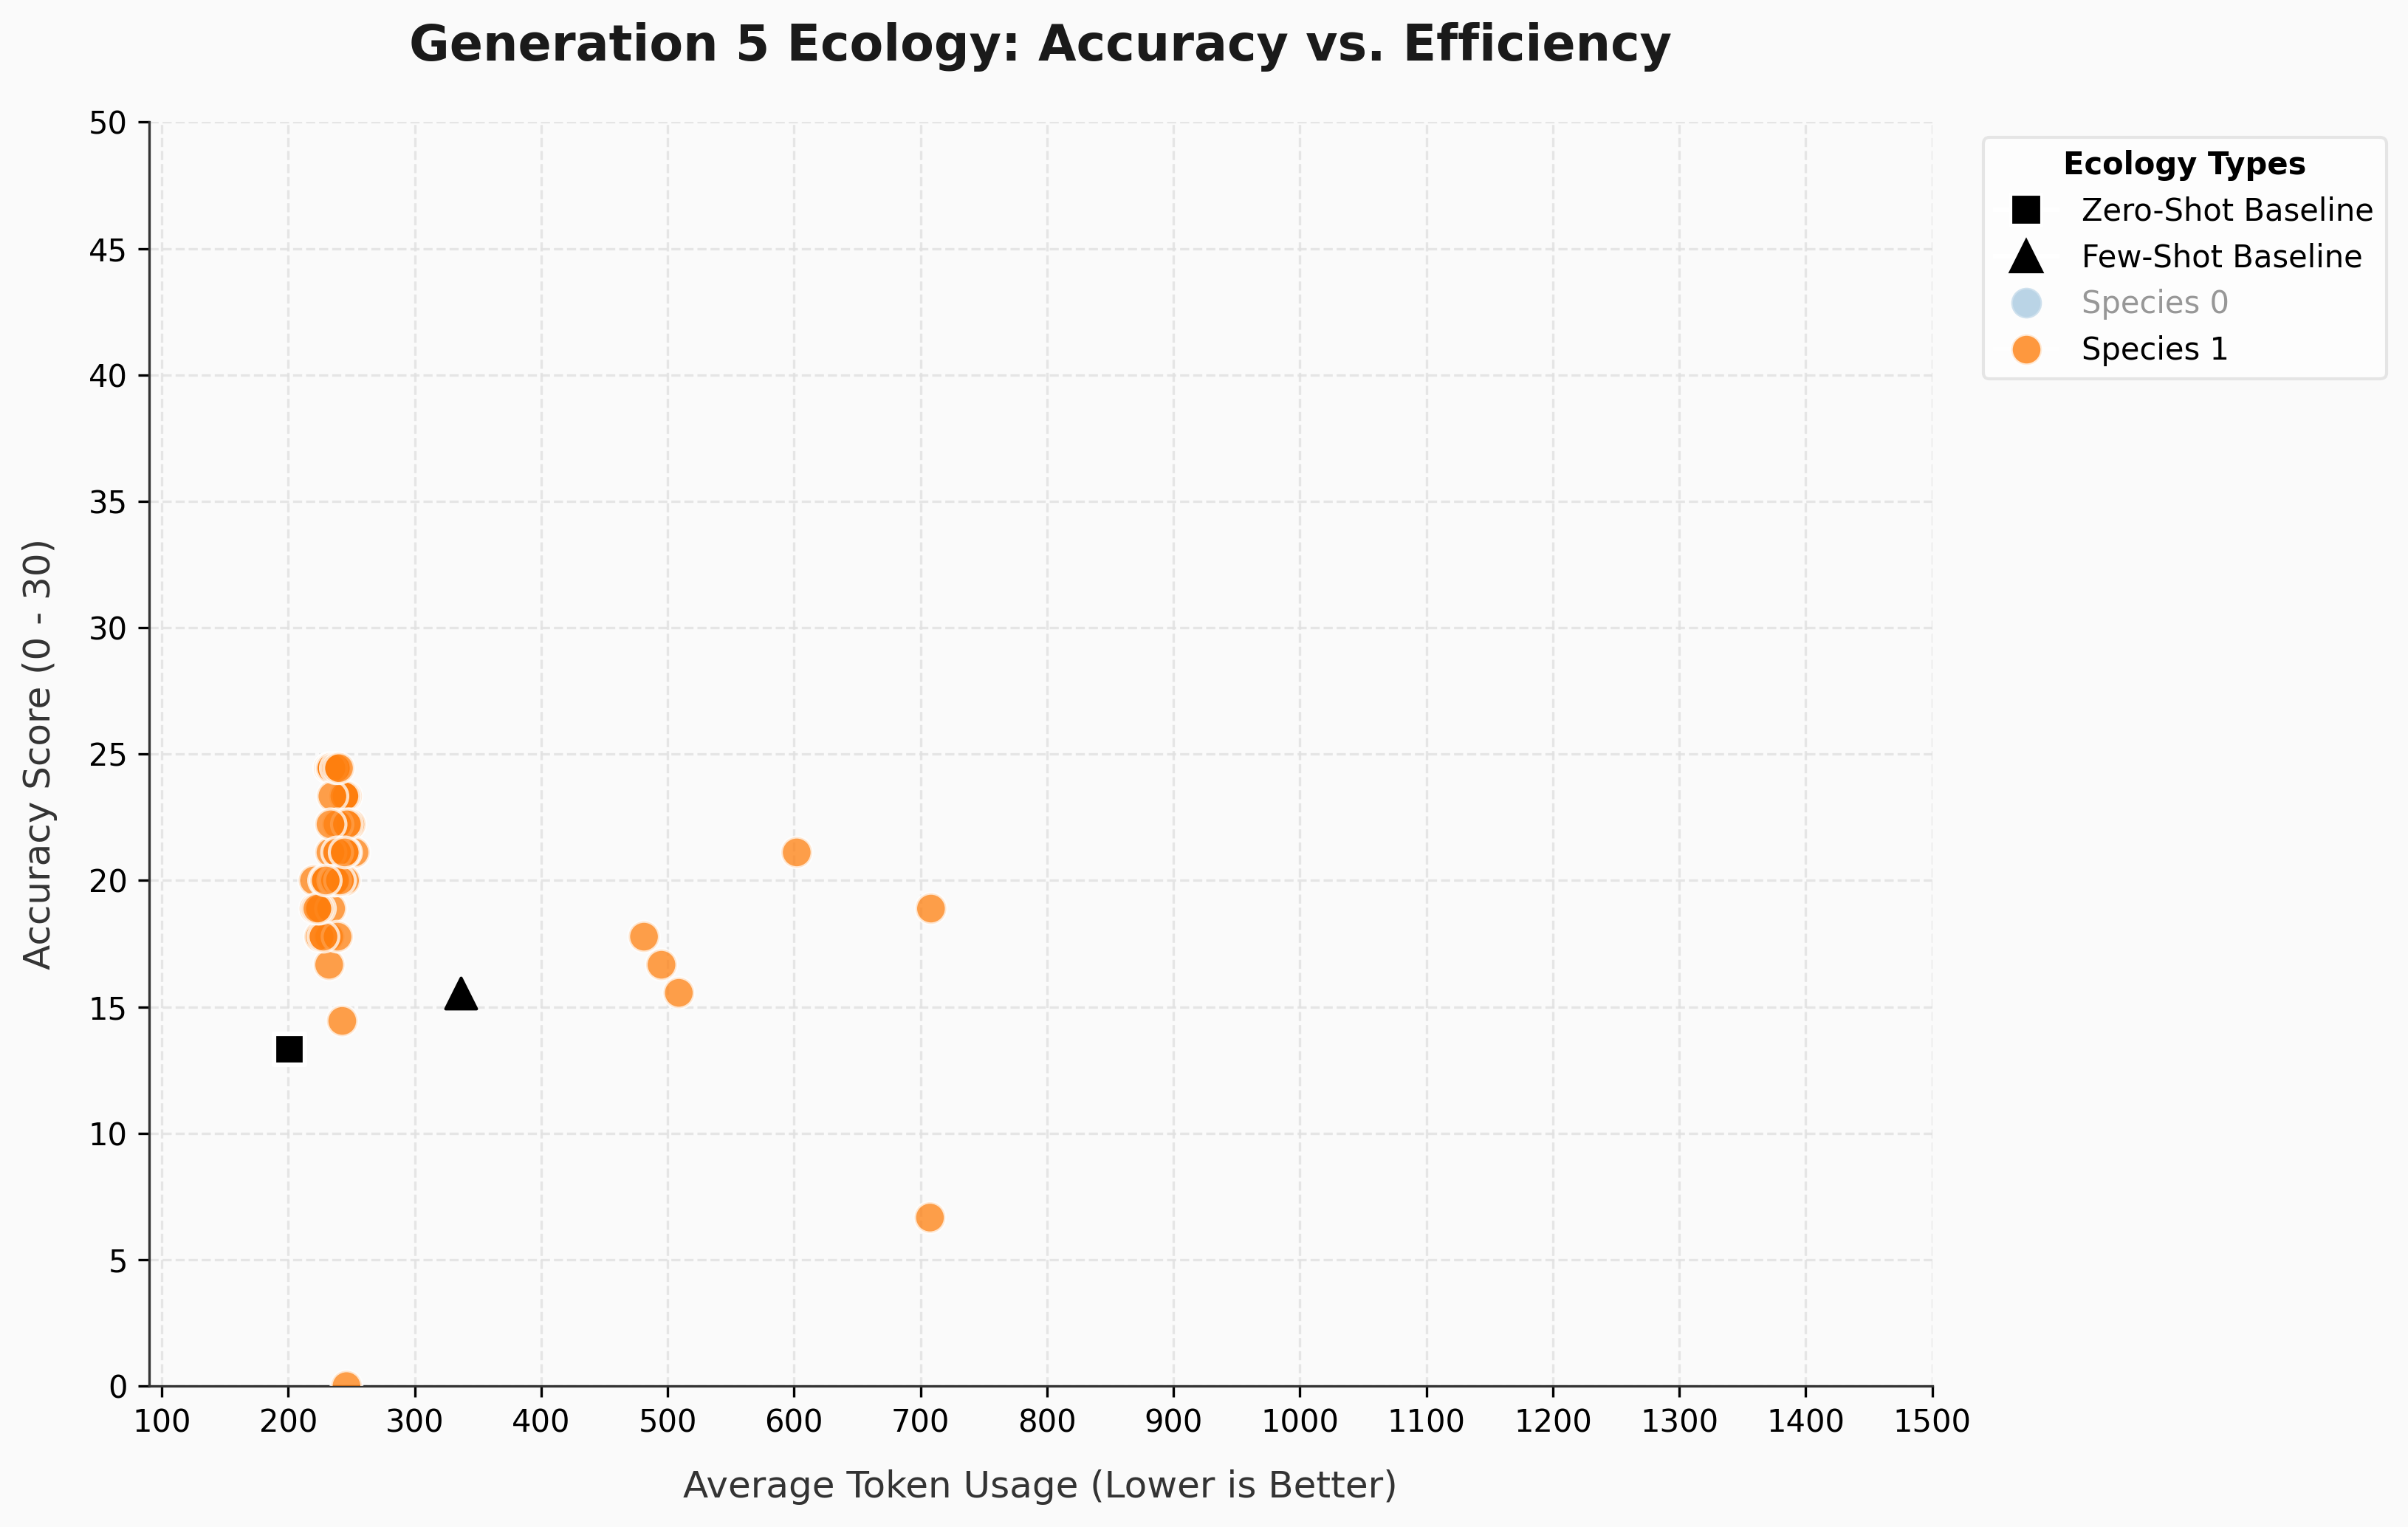 Generation 5 Ecology: Accuracy vs. Efficiency
50
45
40
35
30
25
20
15
10
5
0
Accuracy Score (0 - 30)
100 200 300 400 500 600 700 800 900 1000 1100 1200 1300 1400 1500
Average Token Usage (Lower is Better)
Ecology Types
Zero-Shot Baseline
Few-Shot Baseline
Species 0
Species 1